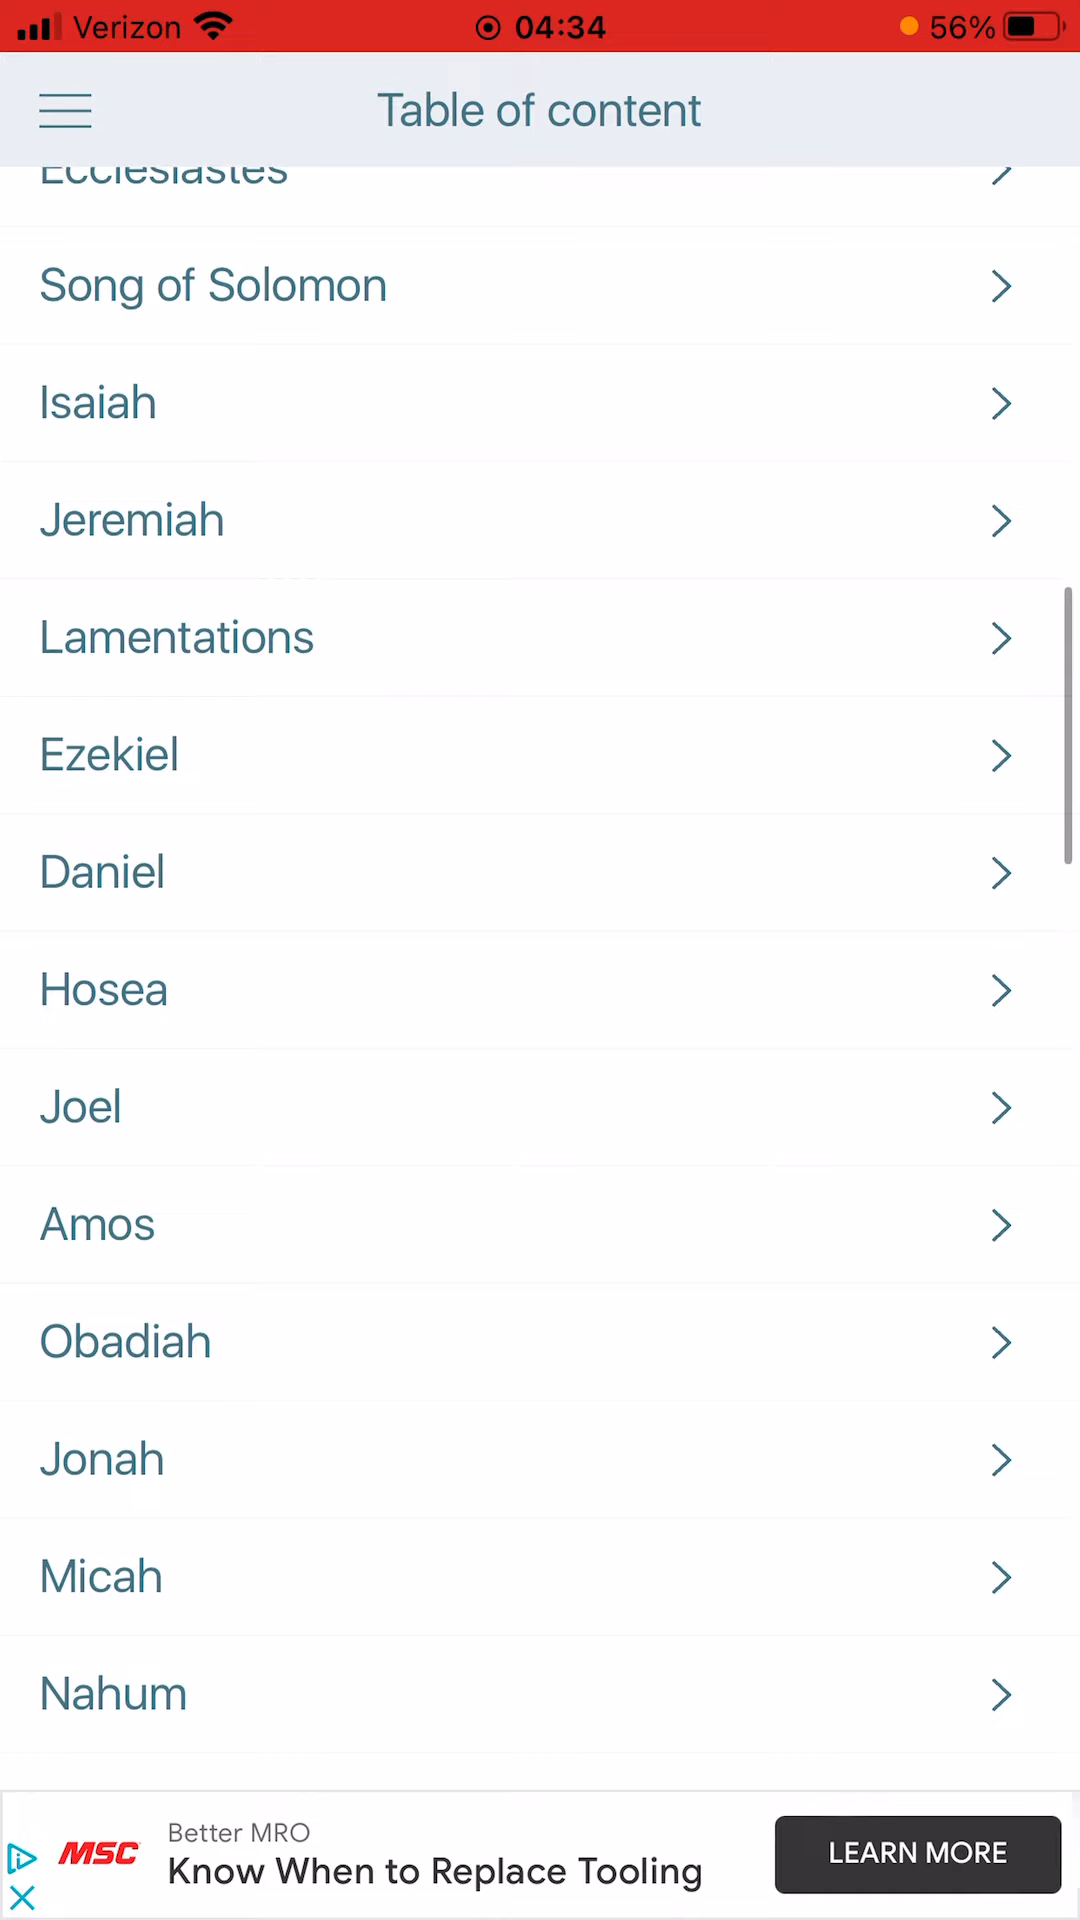 Verizon 04:34 56%
Table of content
Ecclesiastes
Song of Solomon
Isaiah
Jeremiah
Lamentations
Ezekiel
Daniel
Hosea
Joel
Amos
Obadiah
Jonah
Micah
Nahum
Better MRO
MSC
Know When to Replace Tooling
LEARN MORE